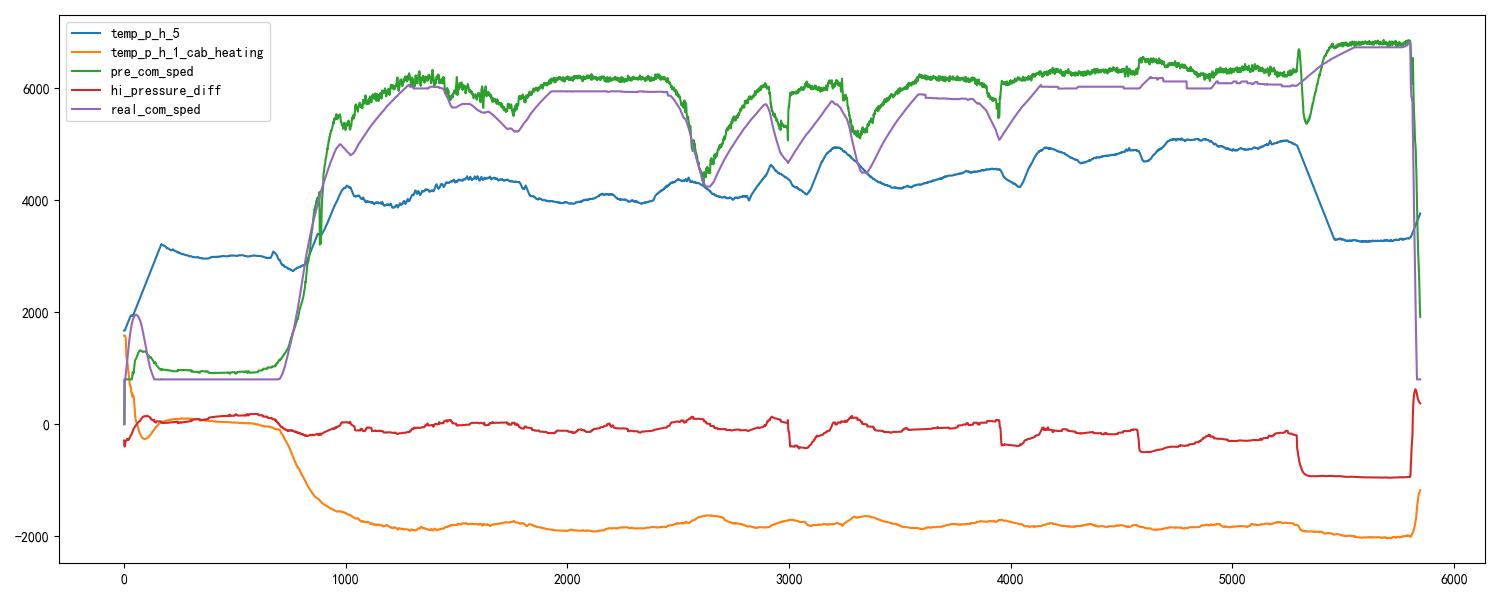 temp_p_h_5
temp_p_h_1_cab_heating
pre_com_sped
hi_pressure_diff
real_com_sped
6000
4000
2000
0
−2000
0 1000 2000 3000 4000 5000 6000